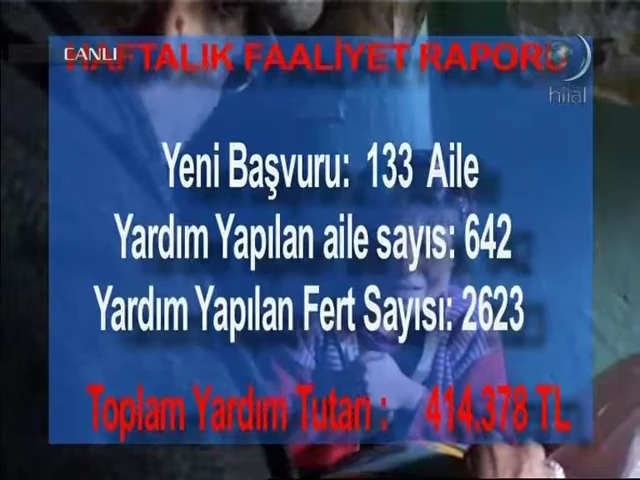 CANLI
HAFTALIK FAALİYET RAPORU
hilal
Yeni Başvuru: 133 Aile
Yardım Yapılan aile sayıs: 642
Yardım Yapılan Fert Sayısı: 2623
Toplam Yardım Tutarı : 414.378 TL